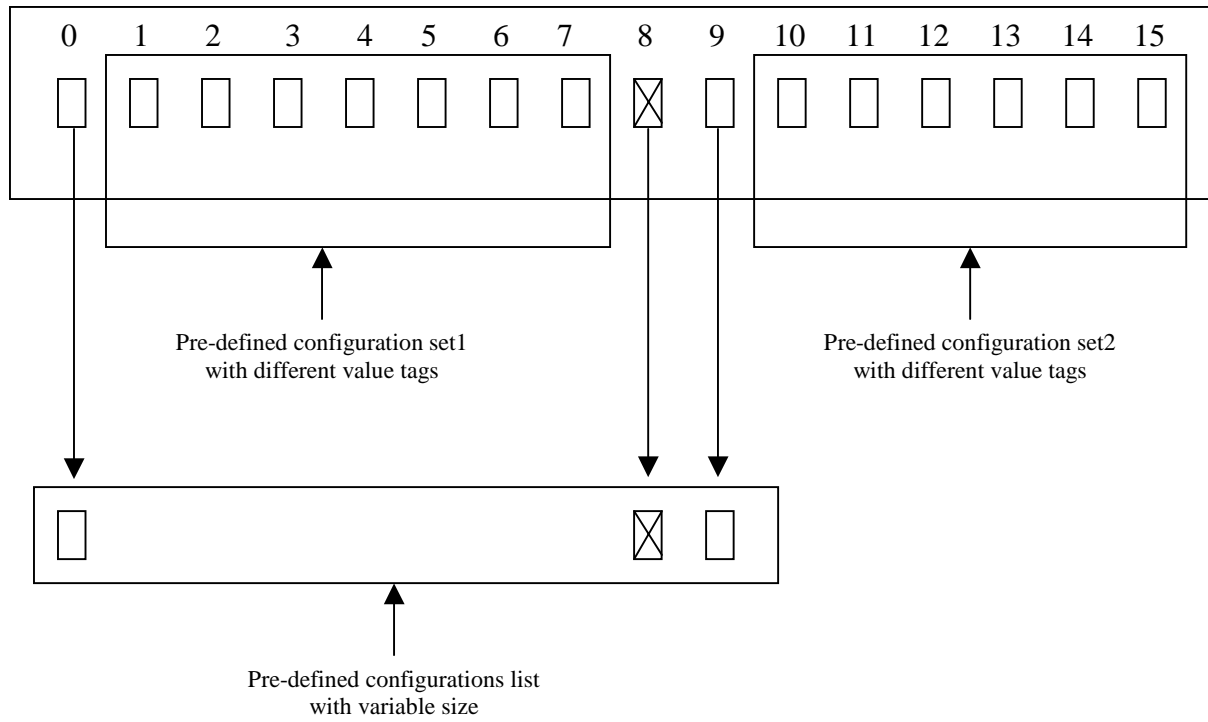 0 1 2 3 4 5 6 7 8 9 10 11 12 13 14 15
Pre-defined configuration set1
with different value tags
Pre-defined configuration set2
with different value tags
Pre-defined configurations list
with variable size